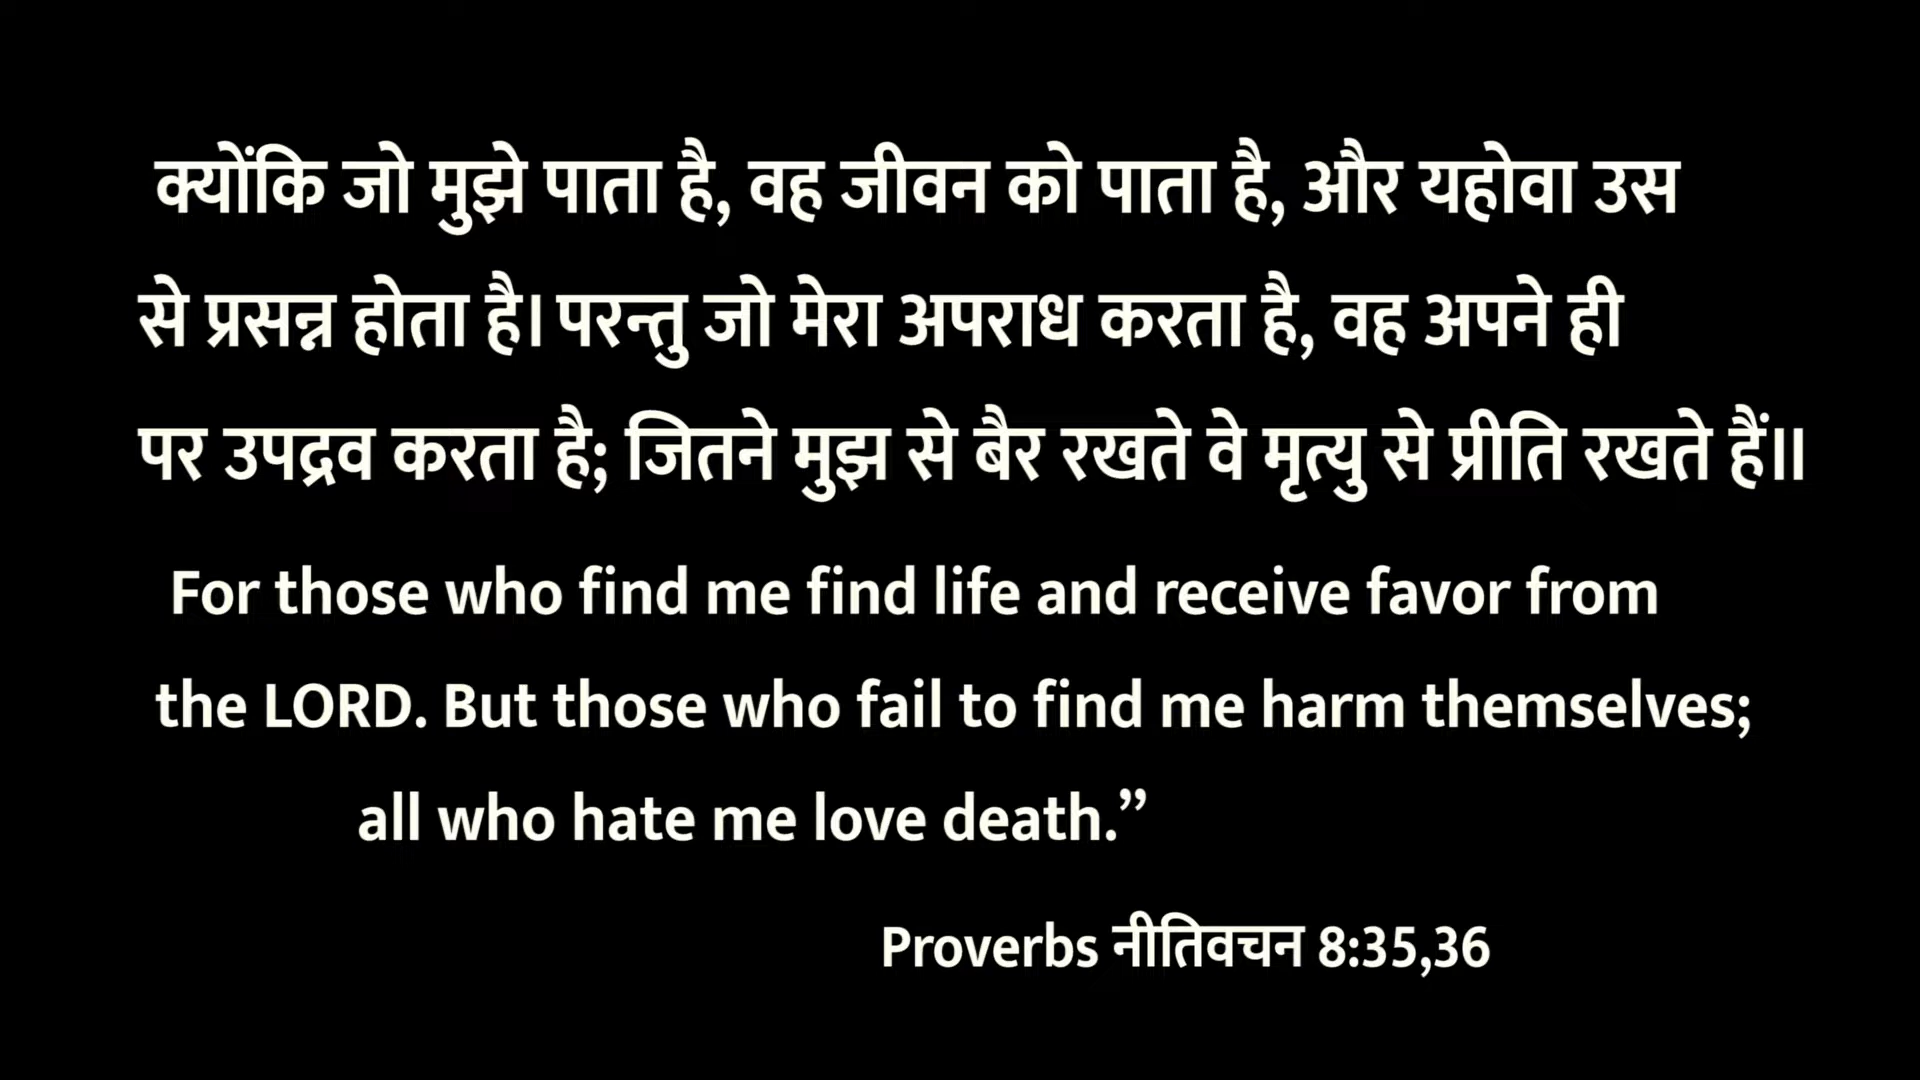 क्योंकि जो मुझे पाता है, वह जीवन को पाता है, और यहोवा उस
से प्रसन्न होता है। परन्तु जो मेरा अपराध करता है, वह अपने ही
पर उपद्रव करता है; जितने मुझ से बैर रखते वे मृत्यु से प्रीति रखते हैं॥
For those who find me find life and receive favor from
the LORD. But those who fail to find me harm themselves;
all who hate me love death.”
Proverbs नीतिवचन 8:35,36